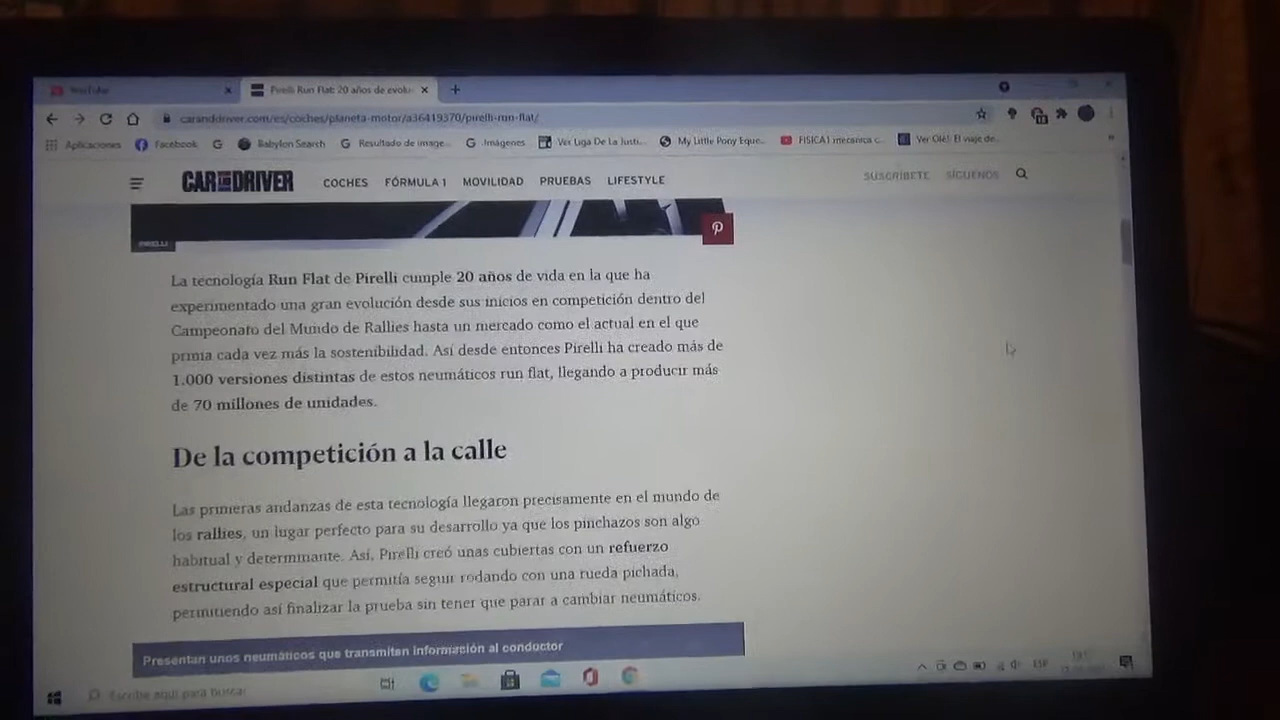 YouTube
Pirelli Run Flat: 20 años de evolu
caranddriver.com/es/coches/planeta-motor/a36419370/pirelli-run-flat/
Aplicaciones Facebook G Babylon Search Resultado de image... Imágenes Ver Liga De La Justi... My Little Pony Eque... FISICA1 mecanica c... Ver Olé! El viaje de... »
CAR AND DRIVER COCHES FÓRMULA 1 MOVILIDAD PRUEBAS LIFESTYLE SUSCRÍBETE SÍGUENOS
PIRELLI
La tecnología Run Flat de Pirelli cumple 20 años de vida en la que ha
experimentado una gran evolución desde sus inicios en competición dentro del
Campeonato del Mundo de Rallies hasta un mercado como el actual en el que
prima cada vez más la sostenibilidad. Así desde entonces Pirelli ha creado más de
1.000 versiones distintas de estos neumáticos run flat, llegando a producir más
de 70 millones de unidades.
De la competición a la calle
Las primeras andanzas de esta tecnología llegaron precisamente en el mundo de
los rallies, un lugar perfecto para su desarrollo ya que los pinchazos son algo
habitual y determinante. Así, Pirelli creó unas cubiertas con un refuerzo
estructural especial que permitía seguir rodando con una rueda pichada,
permitiendo así finalizar la prueba sin tener que parar a cambiar neumáticos.
Presentan unos neumáticos que transmiten información al conductor
Escribe aquí para buscar
ESP